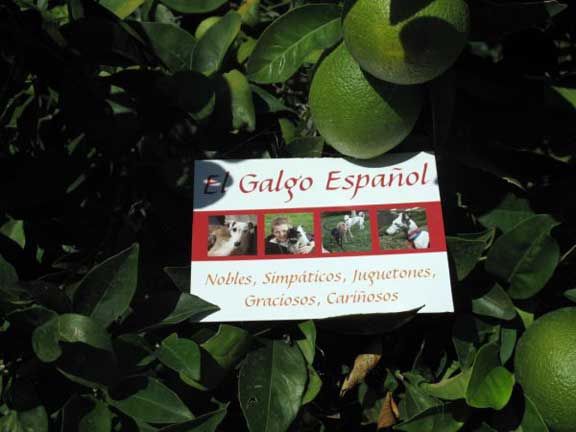 El Galgo Español
Nobles, Simpáticos, Juguetones,
Graciosos, Cariñosos